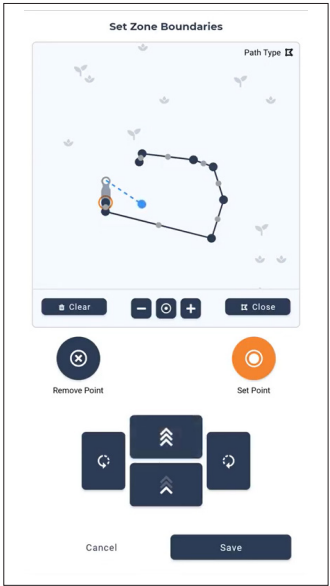 Set Zone Boundaries
Path Type
Clear
Close
Remove Point
Set Point
Cancel
Save